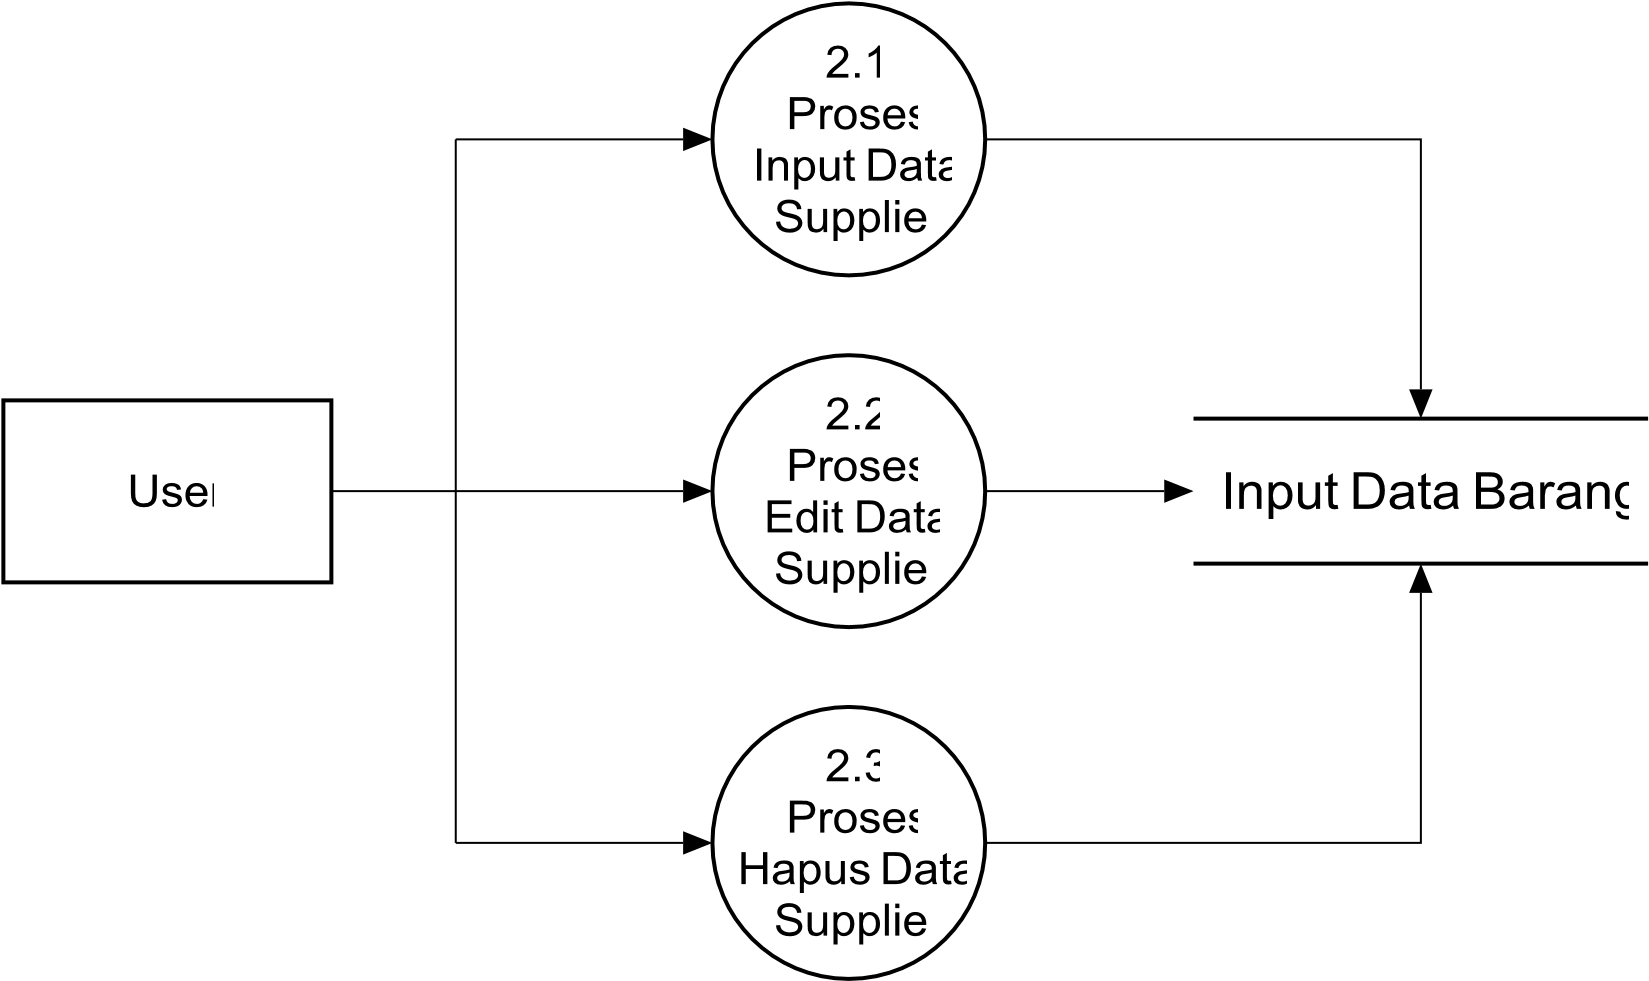 2.1
Proses
Input Data
Supplie
User
2.2
Proses
Edit Data
Supplie
Input Data Barang
2.3
Proses
Hapus Data
Supplie